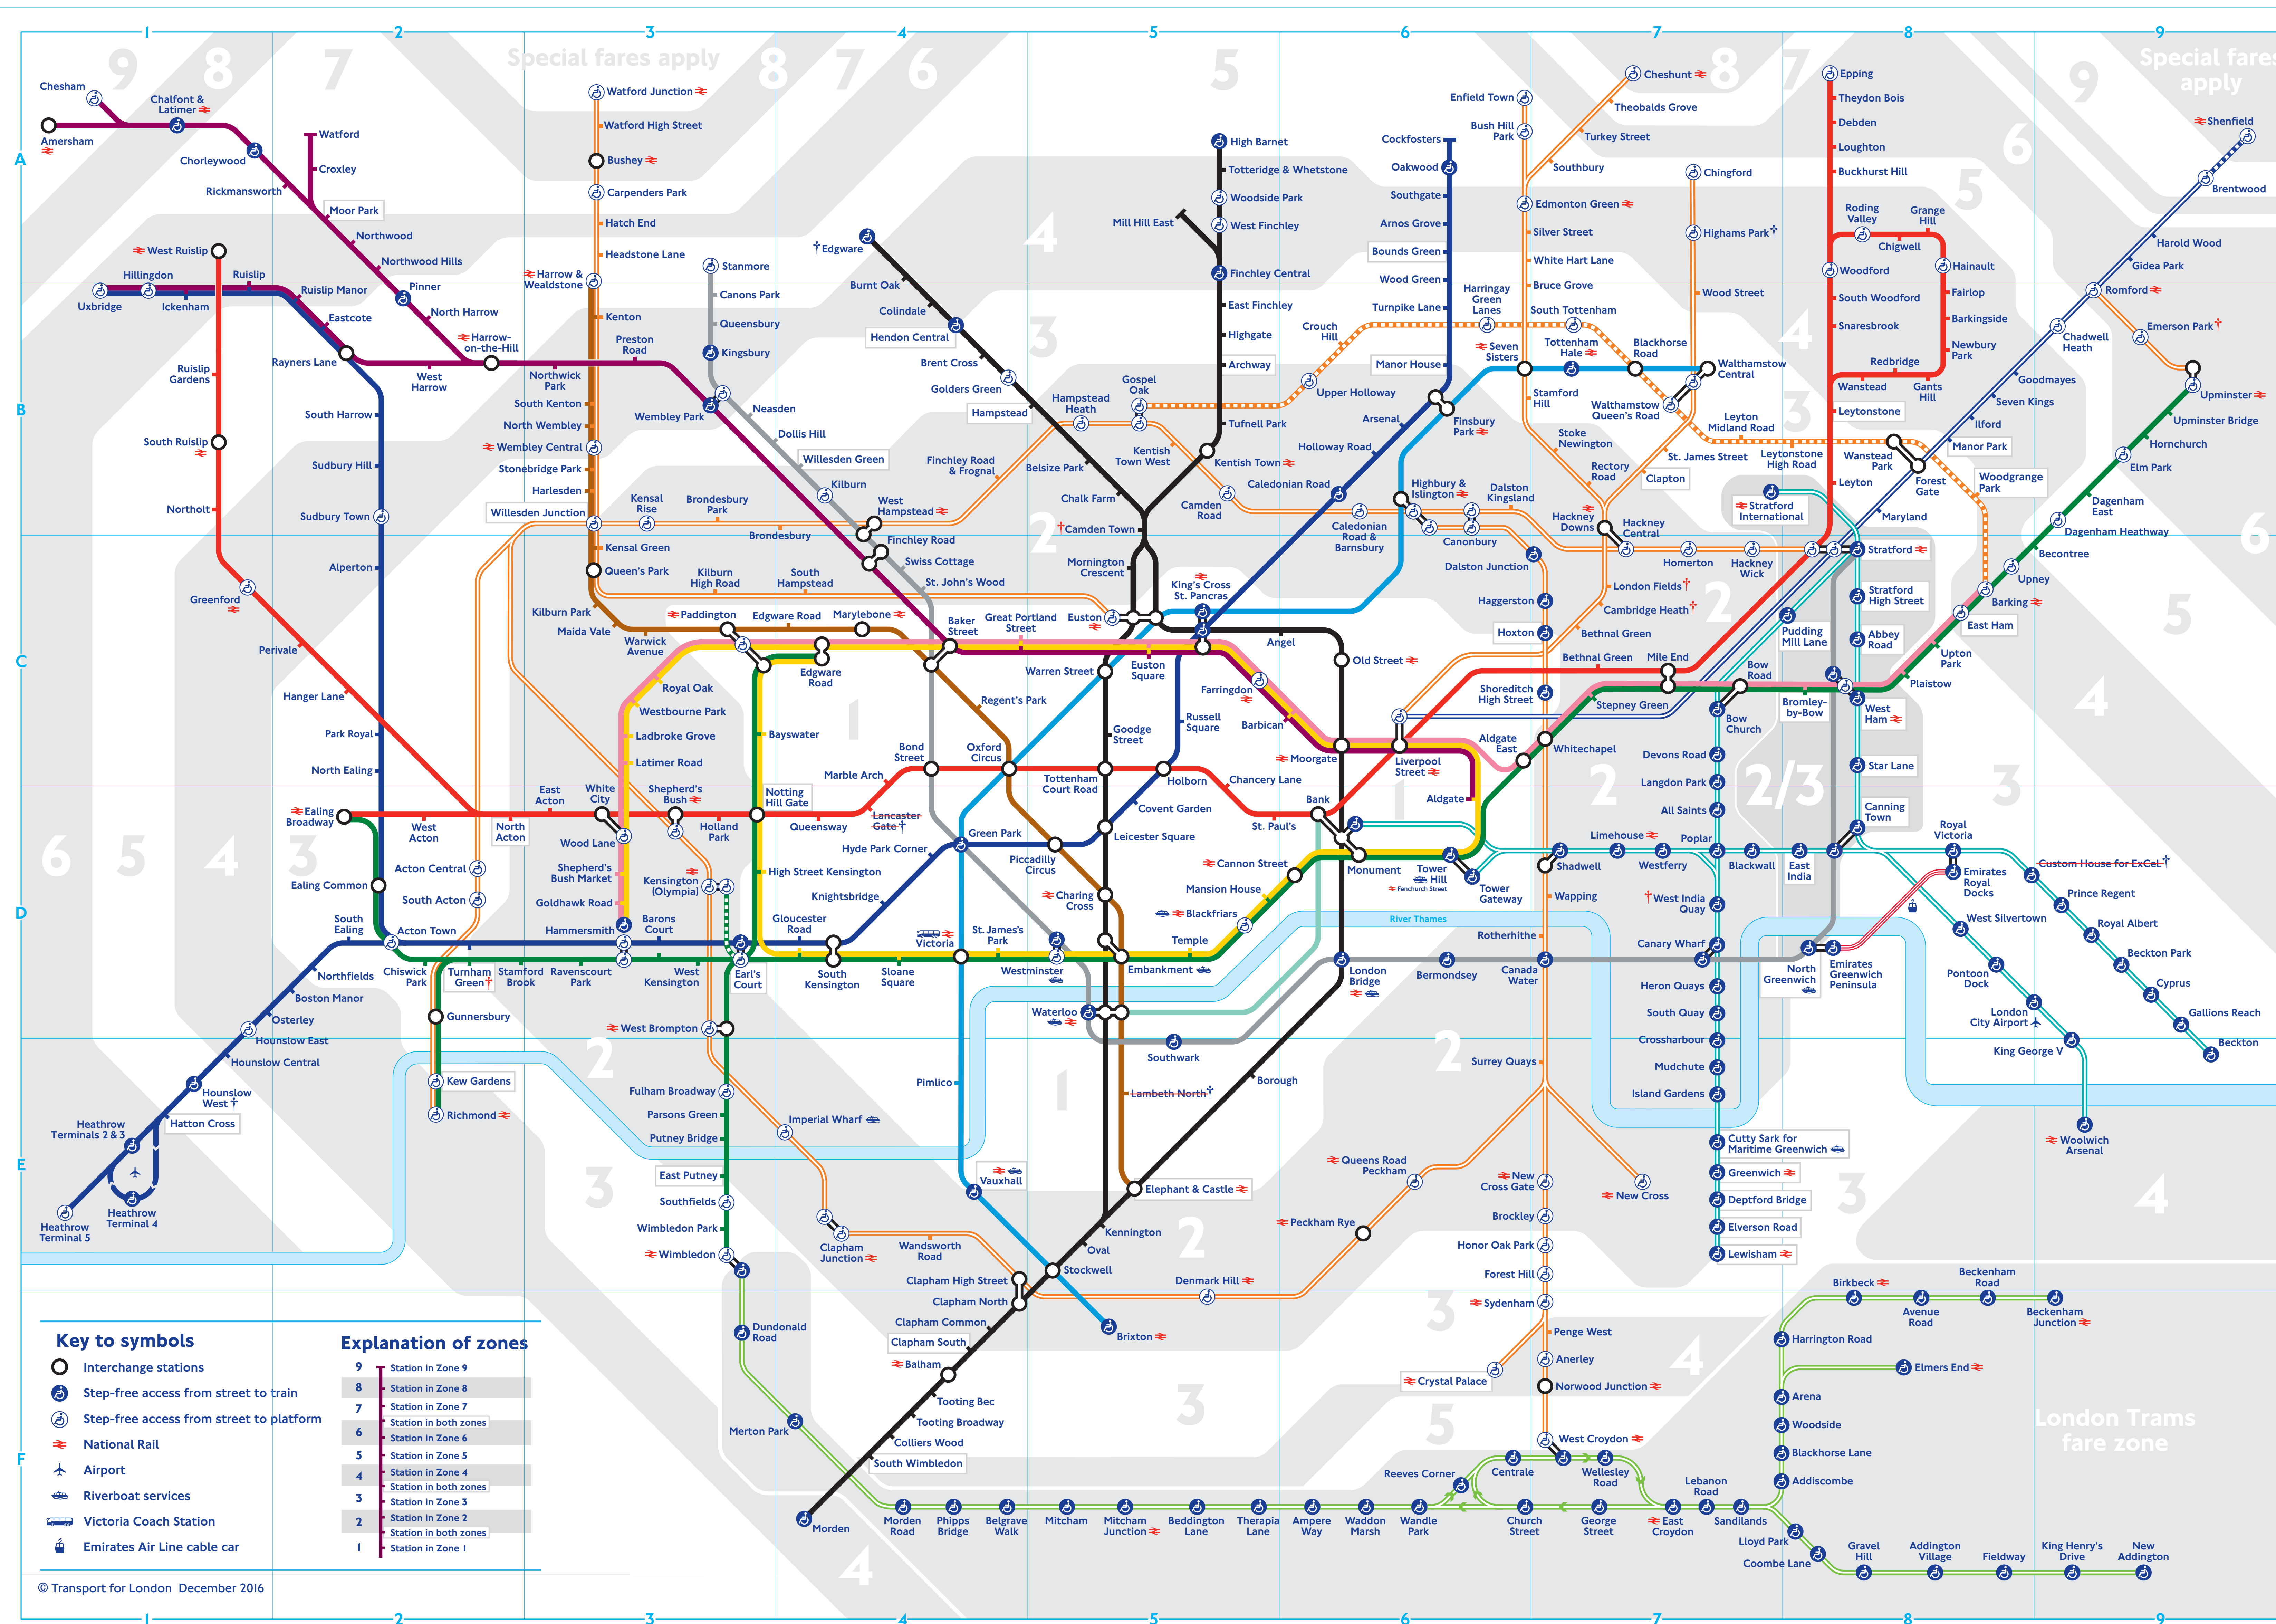 1 2 3 4 5 6 7 8 9
9 8 7 Special fares apply 8 7 6 5 8 7 9 Special fares
apply
Chesham
Chalfont &
Latimer
Amersham
Chorleywood
Rickmansworth
Watford
Croxley
Moor Park
Northwood
Northwood Hills
Pinner
North Harrow
Harrow-
on-the-Hill
West Ruislip
Hillingdon
Ruislip
Uxbridge
Ickenham
Ruislip Manor
Eastcote
Rayners Lane
West
Harrow
Northwick
Park
Preston
Road
Ruislip
Gardens
South Ruislip
Northolt
Greenford
Perivale
Hanger Lane
South Harrow
Sudbury Hill
Sudbury Town
Alperton
Park Royal
North Ealing
Watford Junction
Watford High Street
Bushey
Carpenders Park
Hatch End
Headstone Lane
Harrow &
Wealdstone
Kenton
South Kenton
North Wembley
Wembley Central
Stonebridge Park
Harlesden
Willesden Junction
Kensal Green
Queen's Park
Kilburn Park
Maida Vale
Warwick
Avenue
Stanmore
Canons Park
Queensbury
Kingsbury
Wembley Park
Neasden
Dollis Hill
Willesden Green
Kilburn
West
Hampstead
Finchley Road
Swiss Cottage
St. John's Wood
Kensal
Rise
Brondesbury
Park
Brondesbury
Finchley Road
& Frognal
Kilburn
High Road
South
Hampstead
Edgware
Burnt Oak
Colindale
Hendon Central
Brent Cross
Golders Green
Hampstead
Belsize Park
Chalk Farm
Camden Town
Mornington
Crescent
Mill Hill East
High Barnet
Totteridge & Whetstone
Woodside Park
West Finchley
Finchley Central
East Finchley
Highgate
Archway
Tufnell Park
Kentish Town
Hampstead
Heath
Gospel
Oak
Kentish
Town West
Camden
Road
Crouch
Hill
Upper Holloway
Cockfosters
Oakwood
Southgate
Arnos Grove
Bounds Green
Wood Green
Turnpike Lane
Manor House
Finsbury
Park
Arsenal
Holloway Road
Caledonian Road
Highbury &
Islington
Caledonian
Road &
Barnsbury
Canonbury
Dalston
Kingsland
Dalston Junction
Haggerston
Hoxton
Shoreditch
High Street
Enfield Town
Bush Hill
Park
Cheshunt
Theobalds Grove
Turkey Street
Southbury
Edmonton Green
Silver Street
White Hart Lane
Bruce Grove
Harringay
Green
Lanes
South Tottenham
Seven
Sisters
Tottenham
Hale
Blackhorse
Road
Walthamstow
Central
Walthamstow
Queen's Road
Stamford
Hill
Stoke
Newington
Rectory
Road
Clapton
St. James Street
Hackney
Downs
Hackney
Central
Homerton
Hackney
Wick
London Fields
Cambridge Heath
Bethnal Green
Chingford
Highams Park
Wood Street
Leyton
Midland Road
Leytonstone
High Road
Wanstead
Park
Woodgrange
Park
Epping
Theydon Bois
Debden
Loughton
Buckhurst Hill
Roding
Valley
Grange
Hill
Chigwell
Hainault
Woodford
South Woodford
Snaresbrook
Fairlop
Barkingside
Newbury
Park
Redbridge
Wanstead
Gants
Hill
Leytonstone
Leyton
Shenfield
Brentwood
Harold Wood
Gidea Park
Romford
Emerson Park
Upminster
Upminster Bridge
Hornchurch
Elm Park
Dagenham
East
Dagenham Heathway
Becontree
Upney
Barking
East Ham
Upton
Park
Plaistow
Chadwell
Heath
Goodmayes
Seven Kings
Ilford
Manor Park
Forest
Gate
Maryland
Stratford
International
Stratford
Stratford
High Street
Pudding
Mill Lane
Abbey
Road
West
Ham
Star Lane
Canning
Town
Bromley-
by-Bow
Bow
Road
Bow
Church
Mile End
Bethnal Green
Stepney Green
Whitechapel
Aldgate
East
Aldgate
Liverpool
Street
Moorgate
Old Street
Angel
King's Cross
St. Pancras
Euston
Euston
Square
Warren Street
Great Portland
Street
Baker
Street
Marylebone
Edgware Road
Paddington
Edgware
Road
Royal Oak
Westbourne Park
Ladbroke Grove
Latimer Road
Bayswater
Regent's Park
Goodge
Street
Russell
Square
Farringdon
Barbican
Bond
Street
Oxford
Circus
Tottenham
Court Road
Holborn
Chancery Lane
St. Paul's
Bank
Marble Arch
Lancaster
Gate
Queensway
Notting
Hill Gate
Holland
Park
Shepherd's
Bush
White
City
East
Acton
North
Acton
West
Acton
Ealing
Broadway
Wood Lane
Shepherd's
Bush Market
Goldhawk Road
Hammersmith
Kensington
(Olympia)
High Street Kensington
Acton Central
South Acton
Ealing Common
South
Ealing
Acton Town
Northfields
Boston Manor
Osterley
Hounslow East
Hounslow Central
Hounslow
West
Hatton Cross
Heathrow
Terminals 2 & 3
Heathrow
Terminal 4
Heathrow
Terminal 5
Chiswick
Park
Turnham
Green
Stamford
Brook
Ravenscourt
Park
Barons
Court
West
Kensington
Earl's
Court
Gloucester
Road
South
Kensington
Sloane
Square
Knightsbridge
Hyde Park Corner
Green Park
Piccadilly
Circus
Covent Garden
Leicester Square
Charing
Cross
Victoria
St. James's
Park
Westminster
Embankment
Temple
Blackfriars
Mansion House
Cannon Street
Monument
Tower
Hill
Fenchurch Street
Tower
Gateway
Shadwell
Limehouse
Westferry
Poplar
Blackwall
East
India
All Saints
Langdon Park
Devons Road
West India
Quay
Canary Wharf
Heron Quays
South Quay
Crossharbour
Mudchute
Island Gardens
Cutty Sark for
Maritime Greenwich
Greenwich
Deptford Bridge
Elverson Road
Lewisham
Royal
Victoria
Emirates
Royal
Docks
Custom House for ExCeL
Prince Regent
Royal Albert
Beckton Park
Cyprus
Gallions Reach
Beckton
West Silvertown
Pontoon
Dock
London
City Airport
King George V
Woolwich
Arsenal
Emirates
Greenwich
Peninsula
North
Greenwich
River Thames
Wapping
Rotherhithe
Canada
Water
Bermondsey
London
Bridge
Southwark
Waterloo
Lambeth North
Elephant & Castle
Borough
Kennington
Oval
Stockwell
Pimlico
Vauxhall
Brixton
Gunnersbury
Kew Gardens
Richmond
West Brompton
Fulham Broadway
Parsons Green
Putney Bridge
East Putney
Southfields
Wimbledon Park
Wimbledon
Imperial Wharf
Clapham
Junction
Wandsworth
Road
Clapham High Street
Clapham North
Clapham Common
Clapham South
Balham
Tooting Bec
Tooting Broadway
Colliers Wood
South Wimbledon
Morden
Denmark Hill
Peckham Rye
Queens Road
Peckham
Surrey Quays
New
Cross Gate
New Cross
Brockley
Honor Oak Park
Forest Hill
Sydenham
Penge West
Crystal Palace
Anerley
Norwood Junction
West Croydon
Dundonald
Road
Merton Park
Morden
Road
Phipps
Bridge
Belgrave
Walk
Mitcham
Mitcham
Junction
Beddington
Lane
Therapia
Lane
Ampere
Way
Waddon
Marsh
Wandle
Park
Reeves Corner
Centrale
Wellesley
Road
Church
Street
George
Street
East
Croydon
Lebanon
Road
Sandilands
Addiscombe
Blackhorse Lane
Woodside
Arena
Elmers End
Harrington Road
Birkbeck
Avenue
Road
Beckenham
Road
Beckenham
Junction
Lloyd Park
Coombe Lane
Gravel
Hill
Addington
Village
Fieldway
King Henry's
Drive
New
Addington
London Trams
fare zone
A
B
C
D
E
F
2/3
Key to symbols
Interchange stations
Step-free access from street to train
Step-free access from street to platform
National Rail
Airport
Riverboat services
Victoria Coach Station
Emirates Air Line cable car
Explanation of zones
9 Station in Zone 9
8 Station in Zone 8
7 Station in Zone 7
Station in both zones
6 Station in Zone 6
5 Station in Zone 5
4 Station in Zone 4
Station in both zones
3 Station in Zone 3
2 Station in Zone 2
Station in both zones
1 Station in Zone 1
© Transport for London December 2016
1 2 3 4 5 6 7 8 9